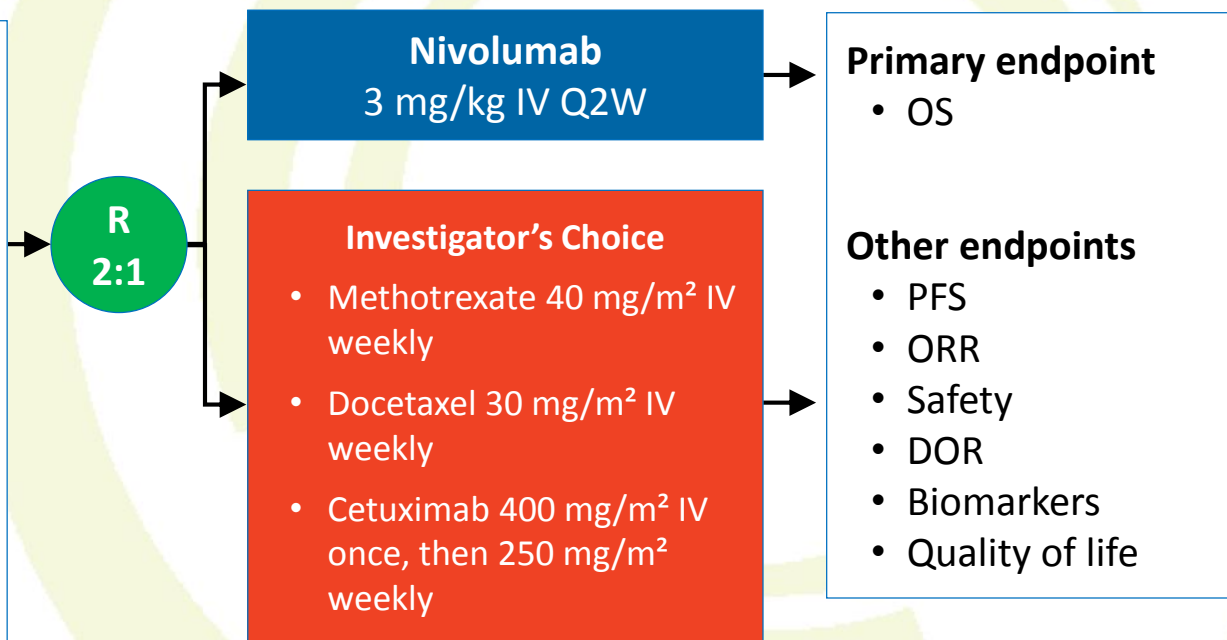 R
2:1
Nivolumab
3 mg/kg IV Q2W
Investigator’s Choice
• Methotrexate 40 mg/m² IV
weekly
• Docetaxel 30 mg/m² IV
weekly
• Cetuximab 400 mg/m² IV
once, then 250 mg/m²
weekly
Primary endpoint
• OS
Other endpoints
• PFS
• ORR
• Safety
• DOR
• Biomarkers
• Quality of life